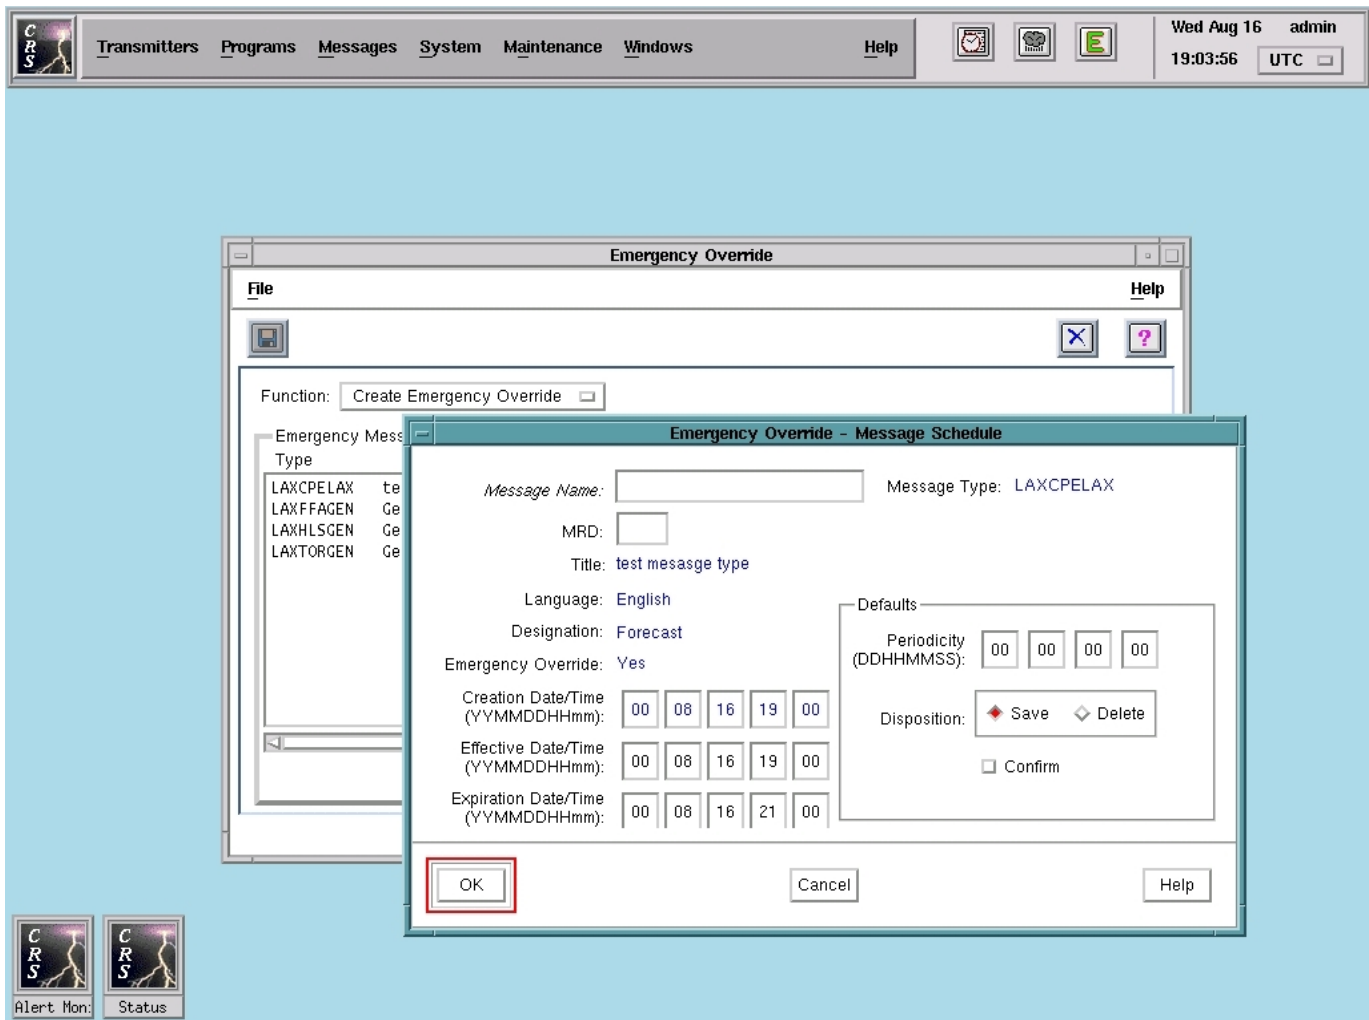 CRS Transmitters Programs Messages System Maintenance Windows Help E Wed Aug 16 admin
19:03:56 UTC
Emergency Override
File Help
?
Function: Create Emergency Override
Emergency Mess
Type
LAXCPELAX te
LAXFFAGEN Ge
LAXHLSGEN Ge
LAXTORGEN Ge
Emergency Override - Message Schedule
Message Name: Message Type: LAXCPELAX
MRD:
Title: test mesasge type
Language: English
Designation: Forecast
Emergency Override: Yes
Creation Date/Time
(YYMMDDHHmm): 00 08 16 19 00
Effective Date/Time
(YYMMDDHHmm): 00 08 16 19 00
Expiration Date/Time
(YYMMDDHHmm): 00 08 16 21 00
Defaults
Periodicity
(DDHHMMSS): 00 00 00 00
Disposition: Save Delete
Confirm
OK Cancel Help
CRS CRS
Alert Mon: Status